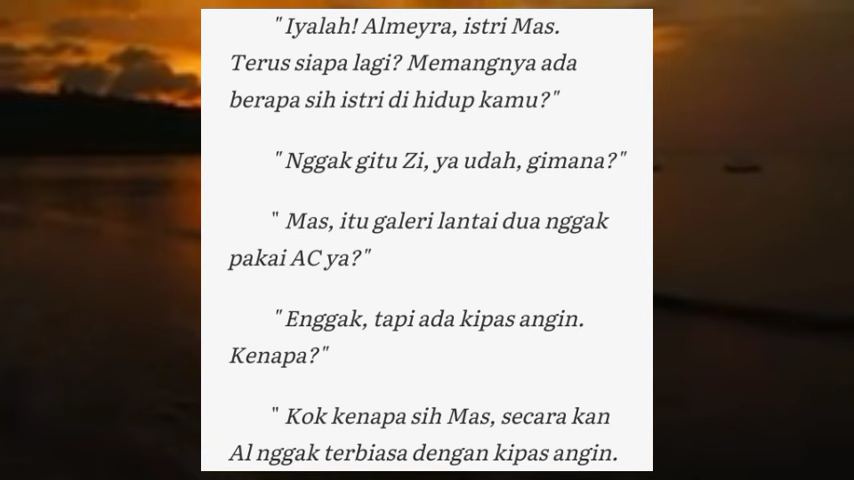 "Iyalah! Almeyra, istri Mas.
Terus siapa lagi? Memangnya ada
berapa sih istri di hidup kamu?"
"Nggak gitu Zi, ya udah, gimana?"
" Mas, itu galeri lantai dua nggak
pakai AC ya?"
"Enggak, tapi ada kipas angin.
Kenapa?"
" Kok kenapa sih Mas, secara kan
Al nggak terbiasa dengan kipas angin.